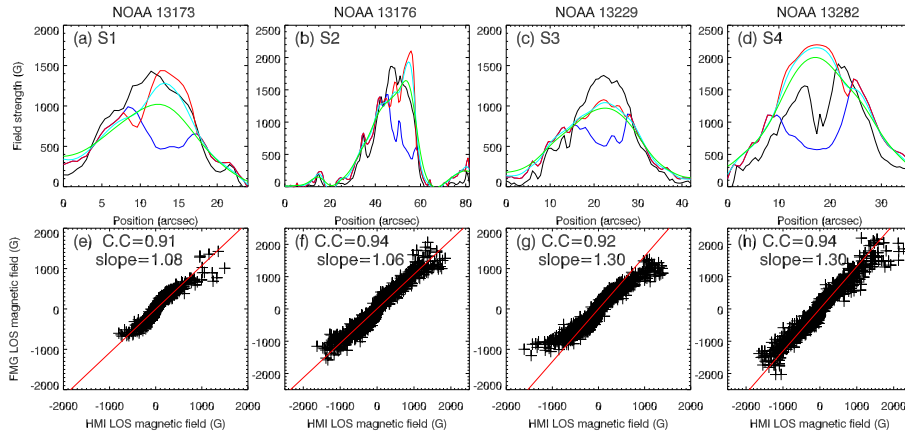 NOAA 13173
NOAA 13176
NOAA 13229
NOAA 13282
(a) S1
(b) S2
(c) S3
(d) S4
Field strength (G)
2000
1500
1000
500
0
2500
2000
1500
1000
500
0
2000
1500
1000
500
0
2500
2000
1500
1000
500
0
0 5 10 15 20
0 20 40 60 80
0 10 20 30 40
0 10 20 30
Position (arcsec)
Position (arcsec)
Position (arcsec)
Position (arcsec)
(e) C.C=0.91
slope=1.08
(f) C.C=0.94
slope=1.06
(g) C.C=0.92
slope=1.30
(h) C.C=0.94
slope=1.30
FMG LOS magnetic field (G)
2000
1000
0
-1000
-2000
2000
1000
0
-1000
-2000
2000
1000
0
-1000
-2000
2000
1000
0
-1000
-2000
-2000 -1000 0 1000 2000
-1000 0 1000 2000
-2000 -1000 0 1000 2000
-2000 -1000 0 1000 2000
HMI LOS magnetic field (G)
HMI LOS magnetic field (G)
HMI LOS magnetic field (G)
HMI LOS magnetic field (G)